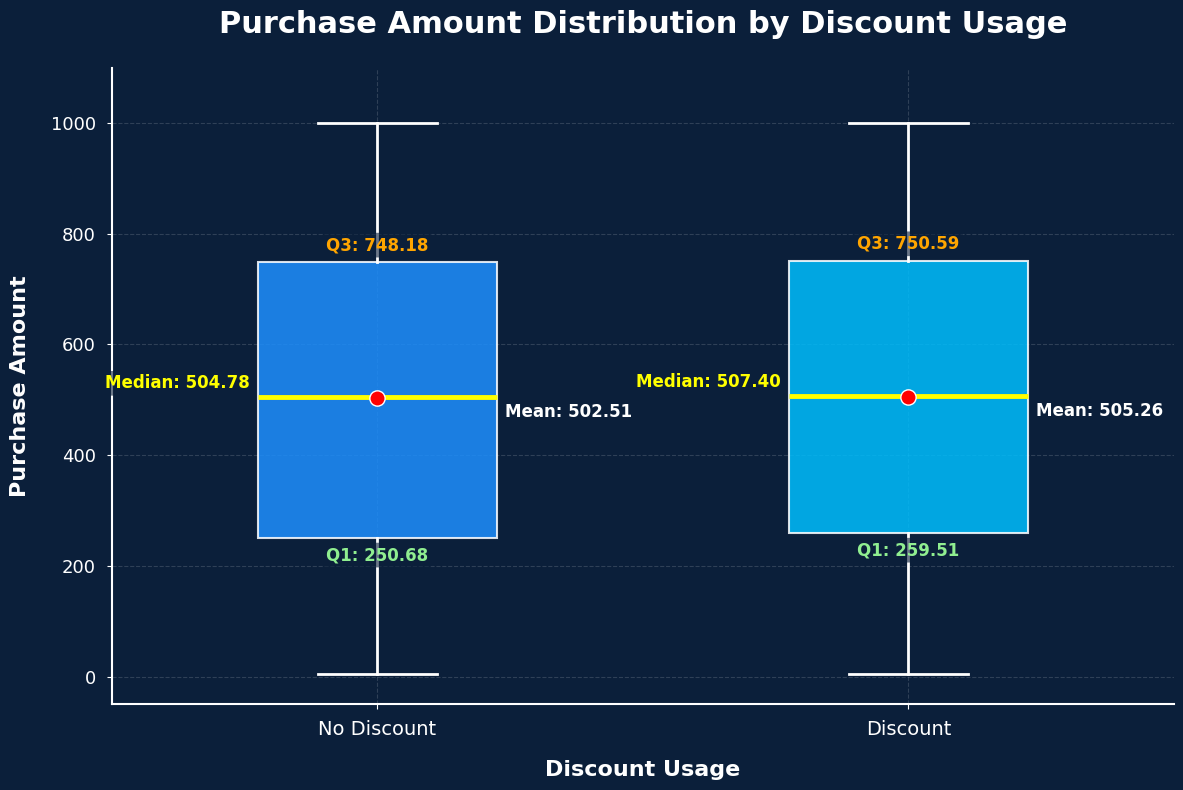 Purchase Amount Distribution by Discount Usage
Purchase Amount
1000
800
600
400
200
0
Q3: 748.18
Median: 504.78
Mean: 502.51
Q1: 250.68
Q3: 750.59
Median: 507.40
Mean: 505.26
Q1: 259.51
No Discount
Discount
Discount Usage